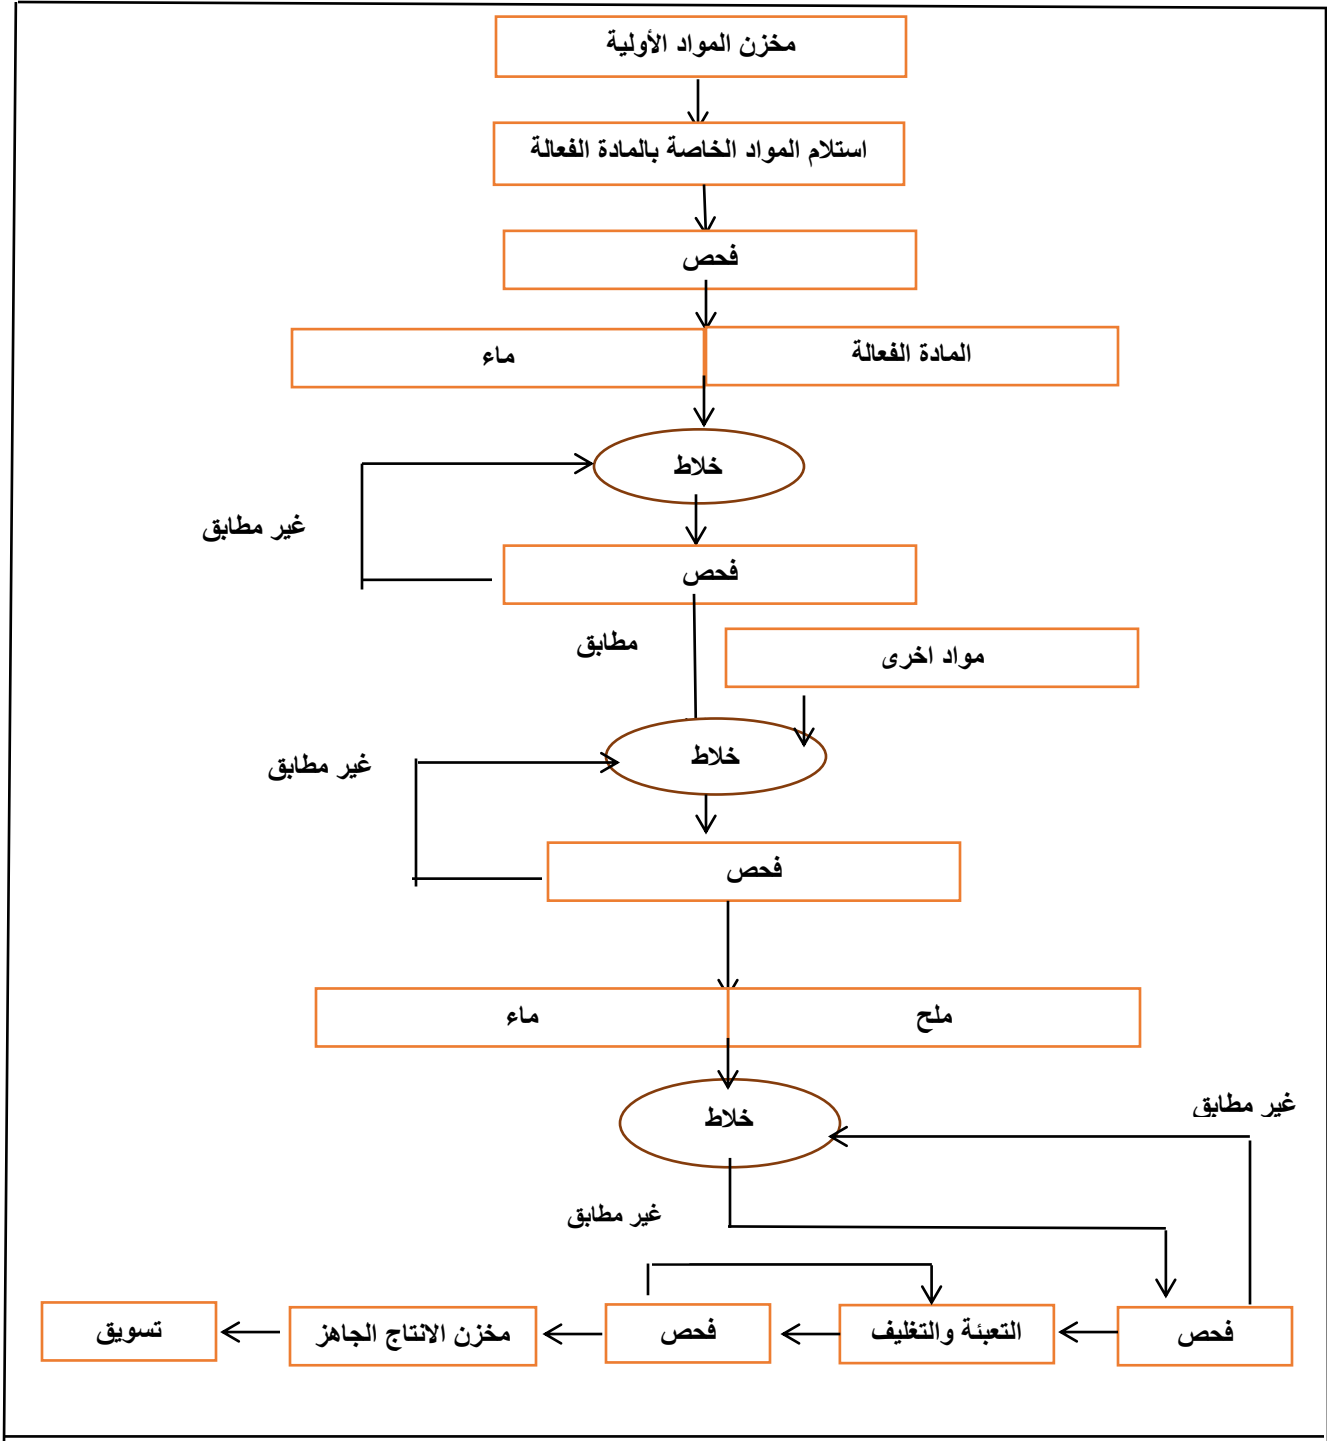 مخزن المواد الأولية
استلام المواد الخاصة بالمادة الفعالة
فحص
المادة الفعالة
ماء
خلاط
غير مطابق
فحص
مطابق
مواد اخرى
خلاط
غير مطابق
فحص
ملح
ماء
خلاط
غير مطابق
غير مطابق
فحص
التعبئة والتغليف
فحص
مخزن الانتاج الجاهز
تسويق